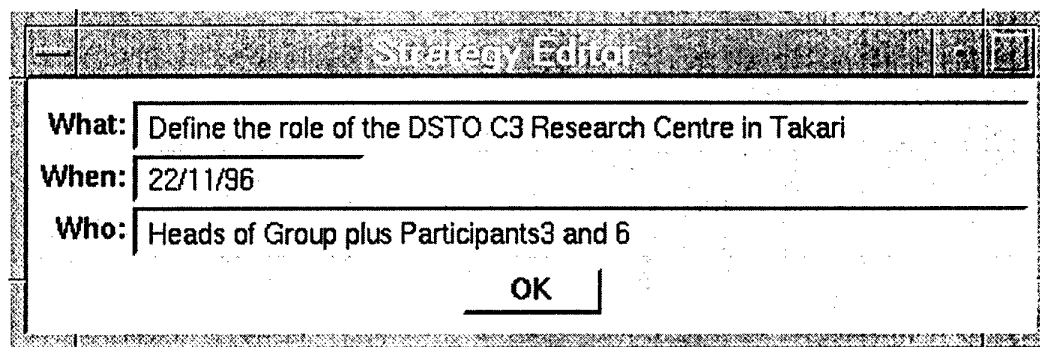 Strategy Editor
What: Define the role of the DSTO C3 Research Centre in Takari
When: 22/11/96
Who: Heads of Group plus Participants3 and 6
OK